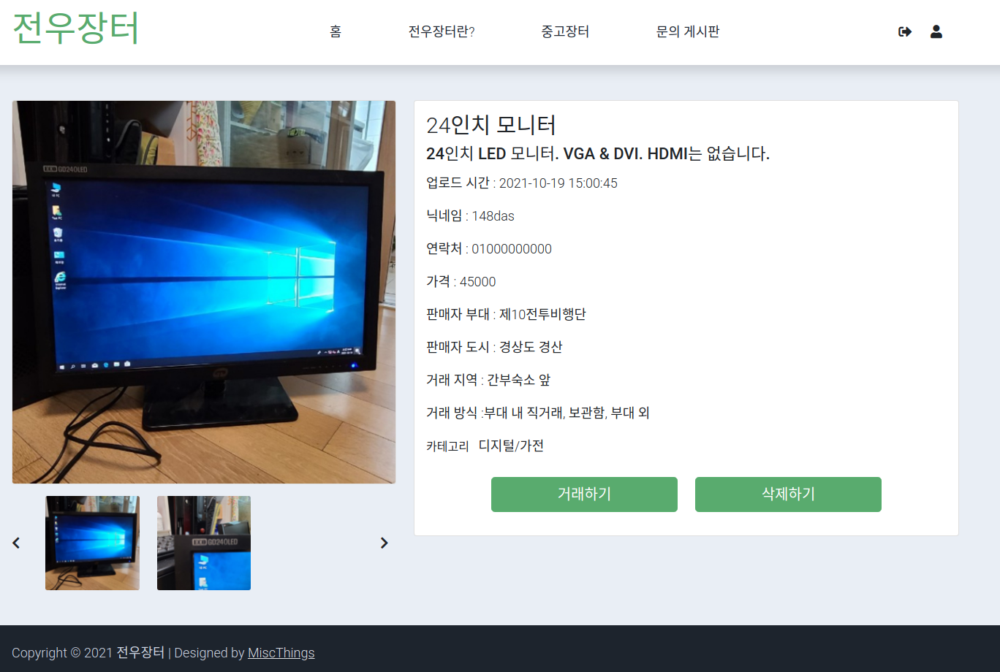 전우장터
홈
전우장터란?
중고장터
문의 게시판
GD240LED
24인치 모니터
24인치 LED 모니터. VGA & DVI. HDMI는 없습니다.
업로드 시간 : 2021-10-19 15:00:45
닉네임 : 148das
연락처 : 01000000000
가격 : 45000
판매자 부대 : 제10전투비행단
판매자 도시 : 경상도 경산
거래 지역 : 간부숙소 앞
거래 방식 :부대 내 직거래, 보관함, 부대 외
카테고리 디지털/가전
거래하기
삭제하기
GD240LED
Copyright © 2021 전우장터 | Designed by MiscThings